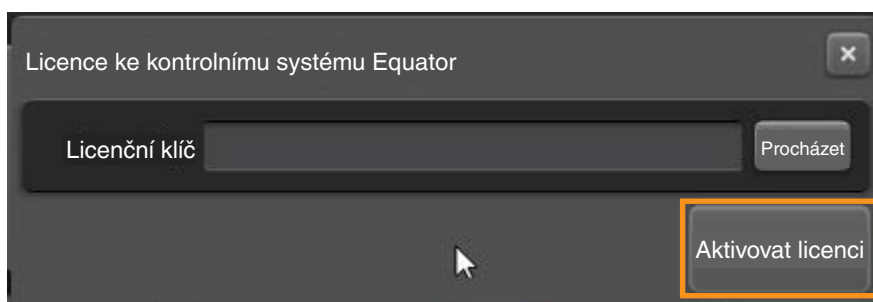 Licence ke kontrolnímu systému Equator
Licenční klíč
Procházet
Aktivovat licenci